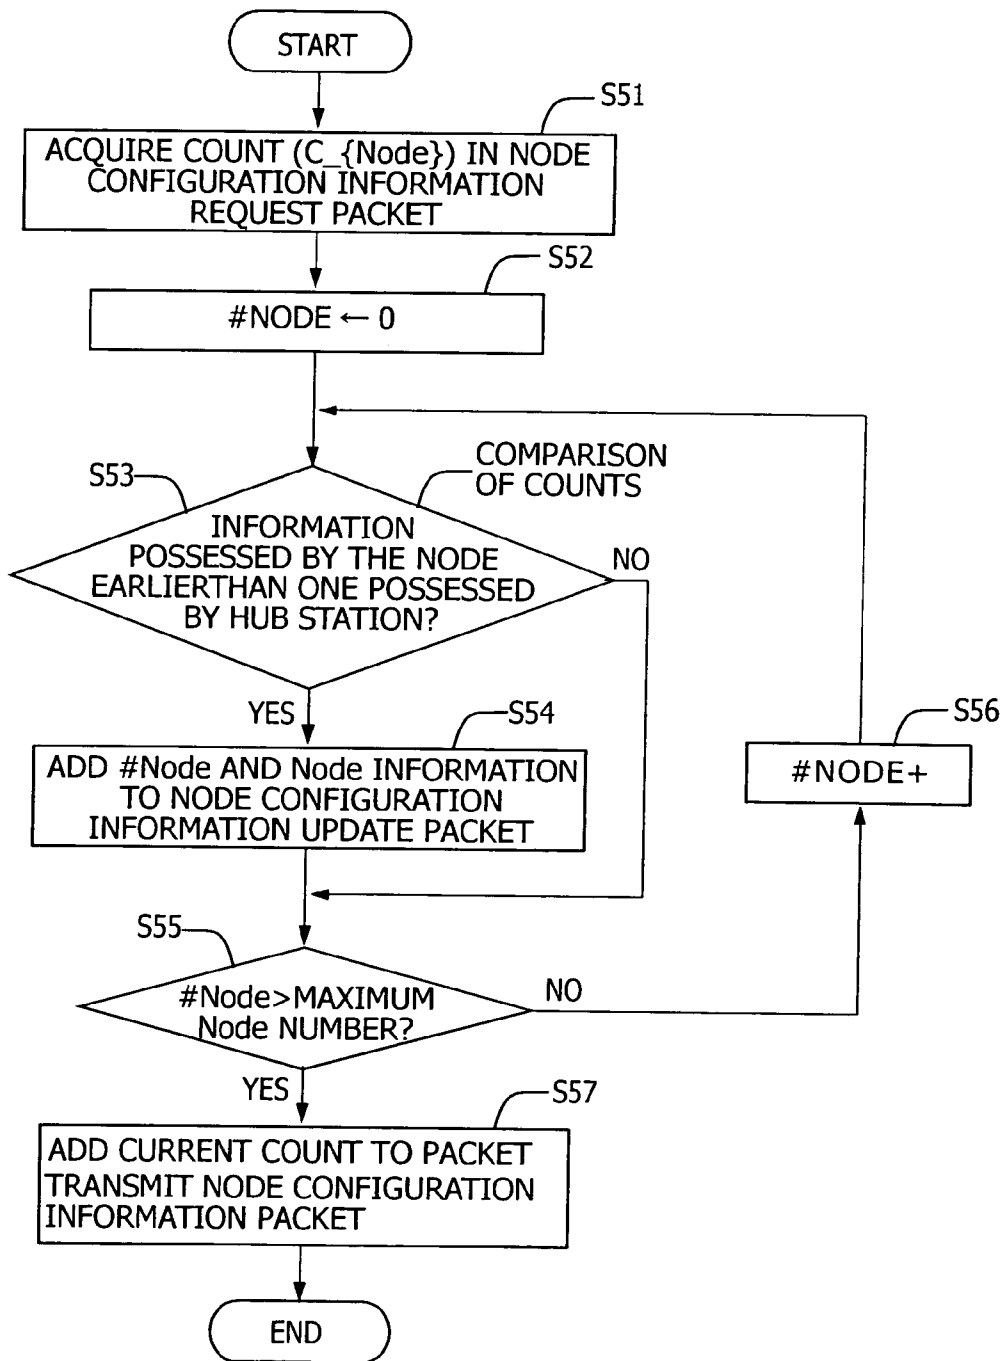 START
S51
ACQUIRE COUNT (C_{Node}) IN NODE
CONFIGURATION INFORMATION
REQUEST PACKET
S52
#NODE ← 0
S53
COMPARISON
OF COUNTS
INFORMATION
POSSESSED BY THE NODE
EARLIERTHAN ONE POSSESSED
BY HUB STATION?
NO
YES
S54
ADD #Node AND Node INFORMATION
TO NODE CONFIGURATION
INFORMATION UPDATE PACKET
S56
#NODE+
S55
#Node>MAXIMUM
Node NUMBER?
NO
YES
S57
ADD CURRENT COUNT TO PACKET
TRANSMIT NODE CONFIGURATION
INFORMATION PACKET
END